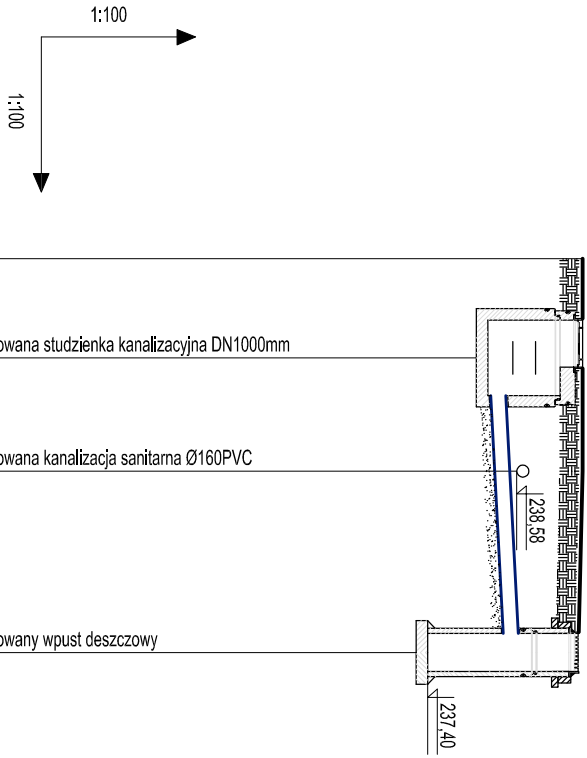 1:100
1:100
owana studzienka kanalizacyjna DN1000mm
owana kanalizacja sanitarna Ø160PVC
238,58
owany wpust deszczowy
237,40